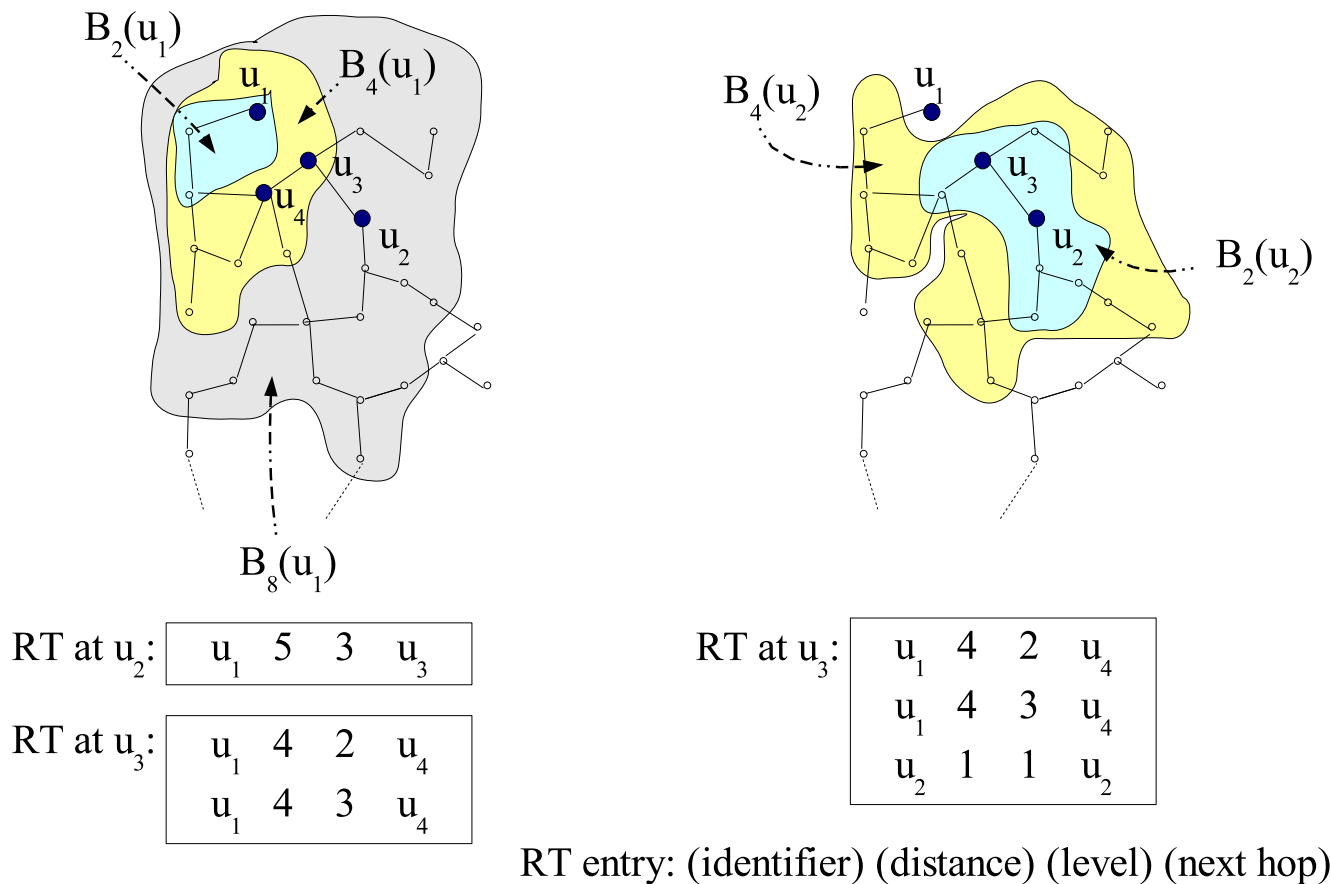 B₂(u₁)
u₁
B₄(u₁)
u₃
u₄
u₂
B₈(u₁)
B₄(u₂)
u₁
u₃
u₂
B₂(u₂)
RT at u₂: u₁ 5 3 u₃
RT at u₃: u₁ 4 2 u₄
u₁ 4 3 u₄
RT at u₃: u₁ 4 2 u₄
u₁ 4 3 u₄
u₂ 1 1 u₂
RT entry: (identifier) (distance) (level) (next hop)